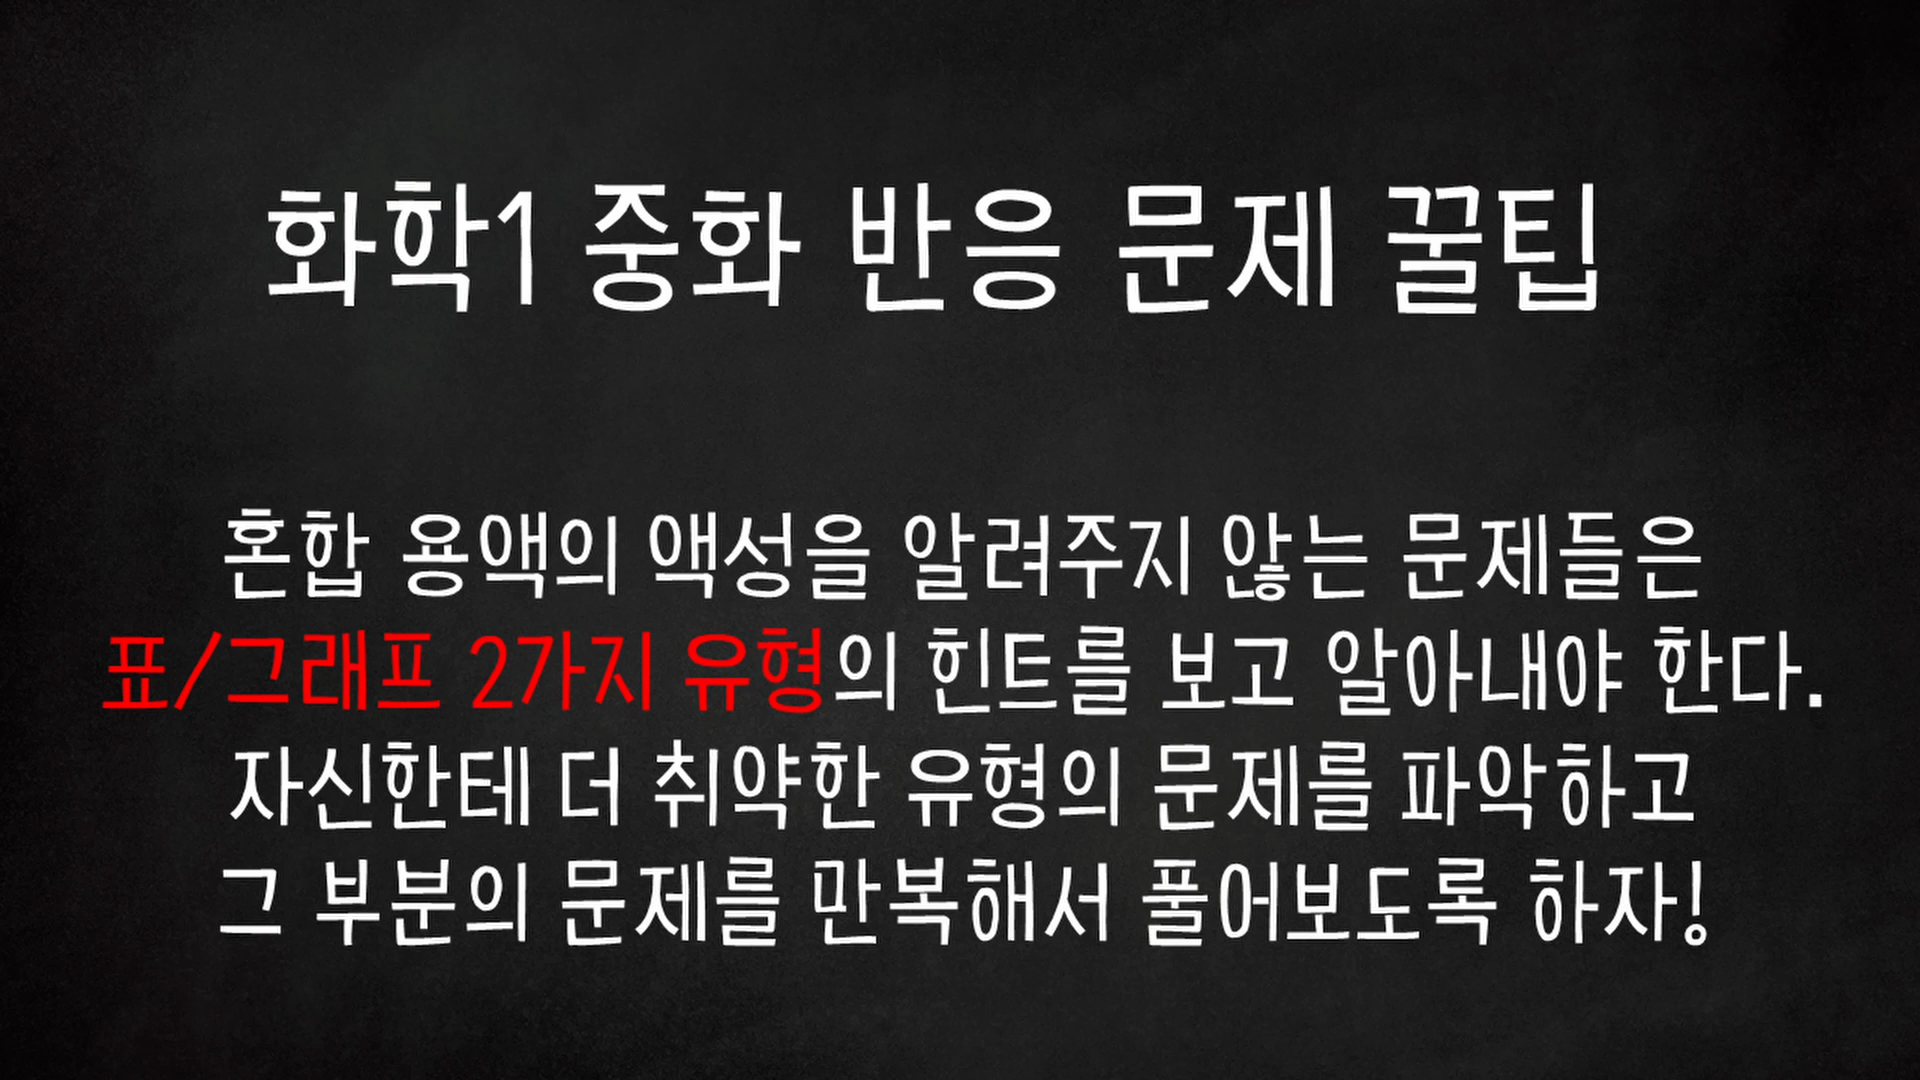 화학1 중화 반응 문제 꿀팁
혼합 용액의 액성을 알려주지 않는 문제들은
표/그래프 2가지 유형의 힌트를 보고 알아내야 한다.
자신한테 더 취약한 유형의 문제를 파악하고
그 부분의 문제를 만복해서 풀어보도록 하자!